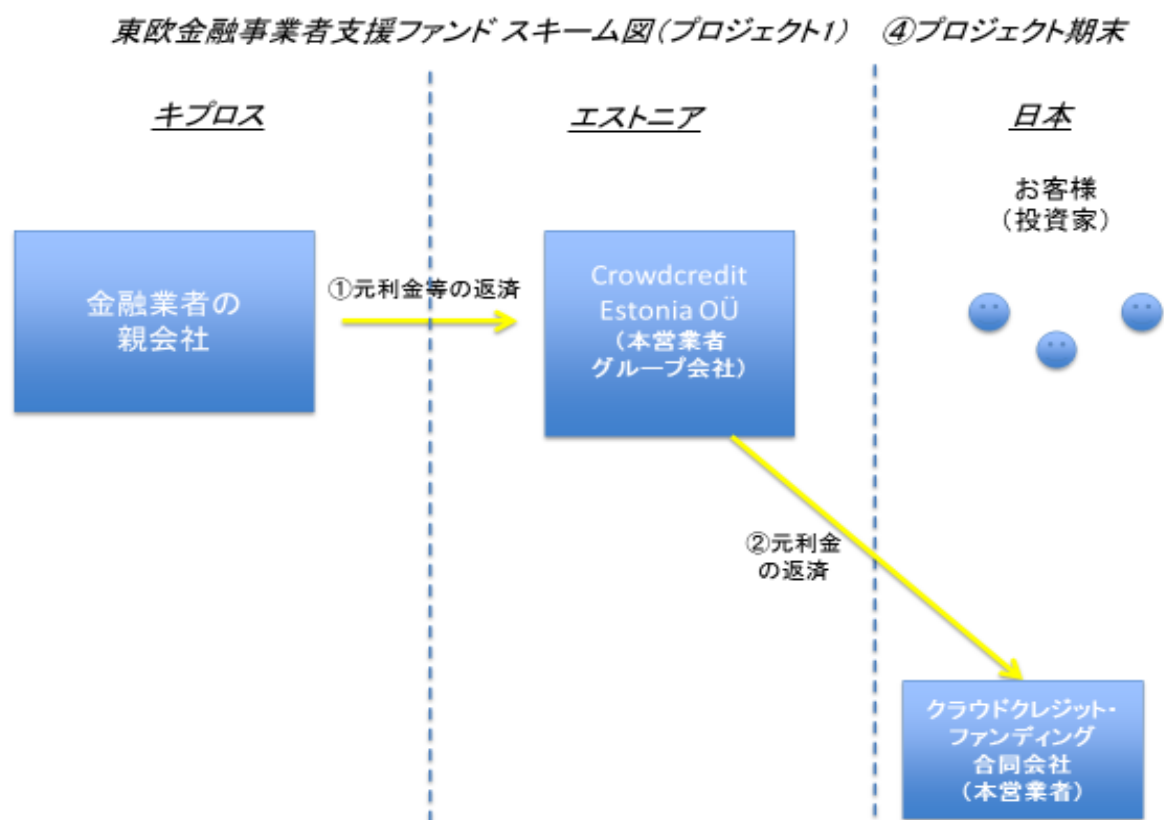 東欧金融事業者支援ファンド スキーム図(プロジェクト1) ④プロジェクト期末
キプロス
エストニア
日本
お客様
(投資家)
金融業者の
親会社
①元利金等の返済
Crowdcredit
Estonia OÜ
(本営業者
グループ会社)
②元利金
の返済
クラウドクレジット・
ファンディング
合同会社
(本営業者)